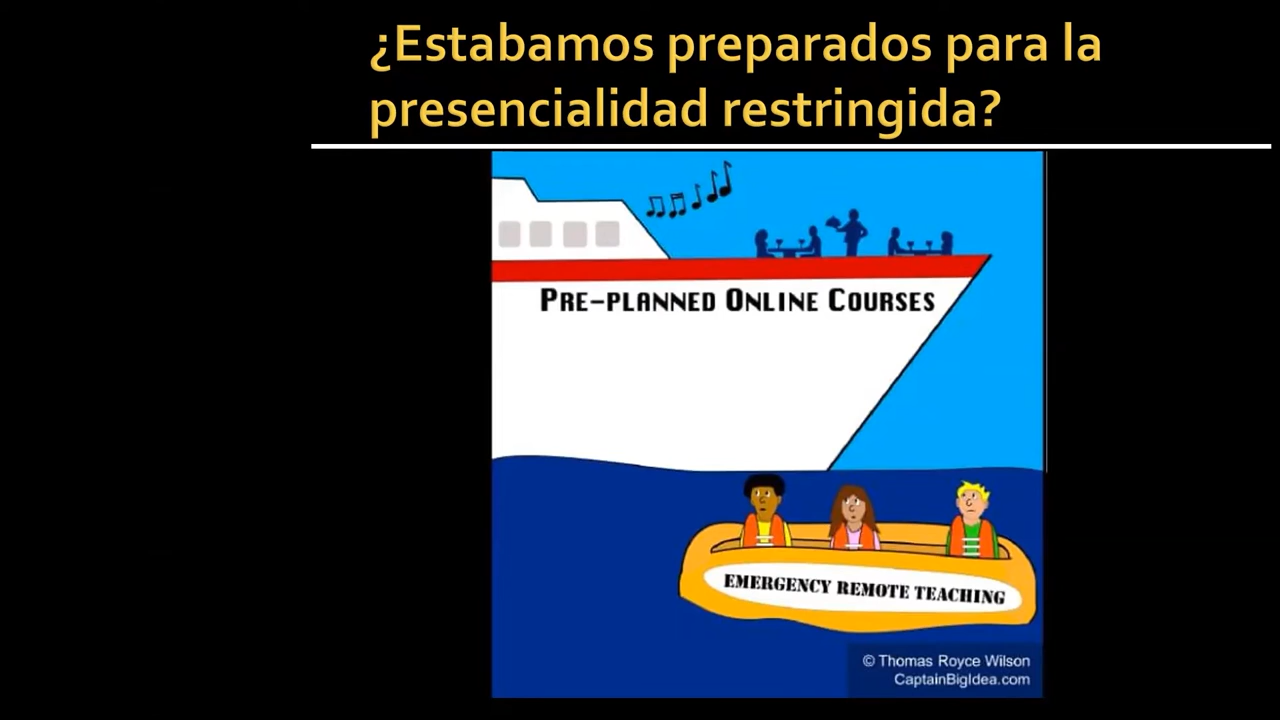 ¿Estabamos preparados para la
presencialidad restringida?
PRE-PLANNED ONLINE COURSES
EMERGENCY REMOTE TEACHING
© Thomas Royce Wilson
CaptainBigIdea.com